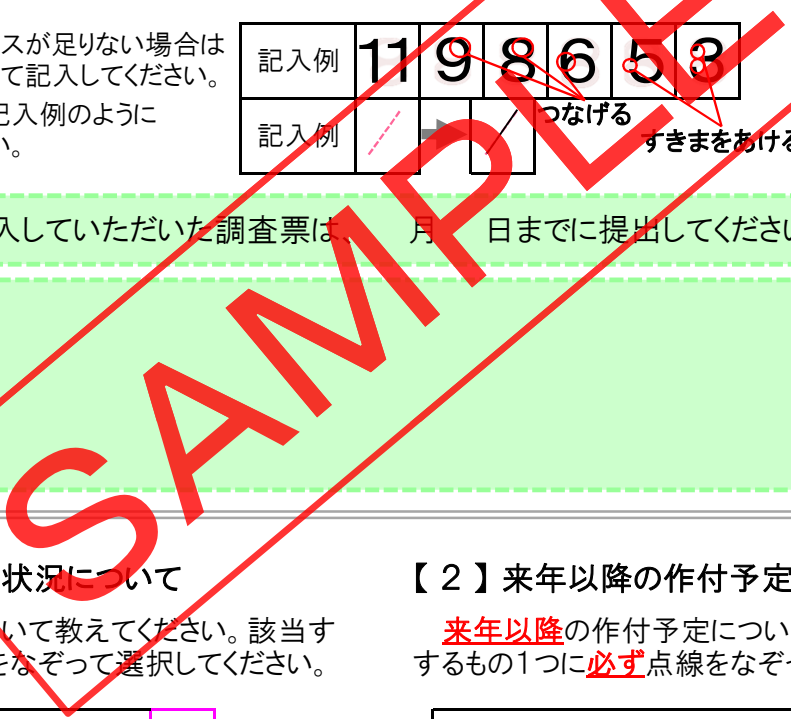 スが足りない場合は
て記入してください。
記入例のように
い。
記入例 11 9 8 6 5 3
記入例
つなげる
すきまをあける
入していただいた調査票は、 月 日までに提出してください
SAMPLE
状況について
いて教えてください。該当す
をなぞって選択してください。
【２】来年以降の作付予定
来年以降の作付予定につい
するもの1つに必ず点線をなぞっ